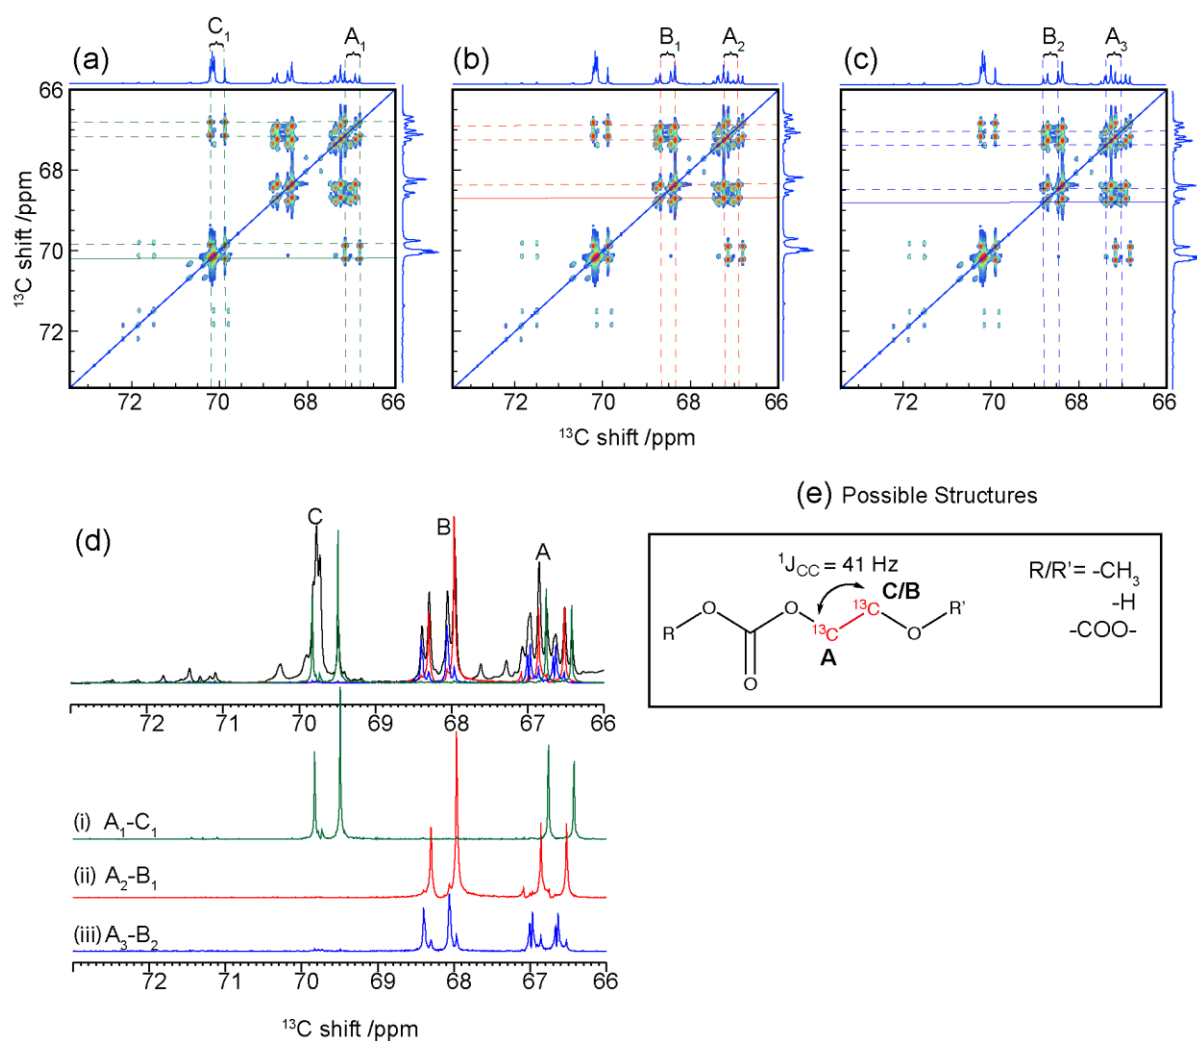 (a) C1 A1
(b) B1 A2
(c) B2 A3
66
68
70
72
13C shift /ppm
72 70 68 66
72 70 68 66
72 70 68 66
13C shift /ppm
(d)
C
B
A
72 71 70 69 68 67 66
(i) A1-C1
(ii) A2-B1
(iii) A3-B2
72 71 70 69 68 67 66
13C shift /ppm
(e) Possible Structures
1JCC = 41 Hz
R/R'= -CH3
-H
-COO-
13C C/B
R O O 13C O R'
A
O